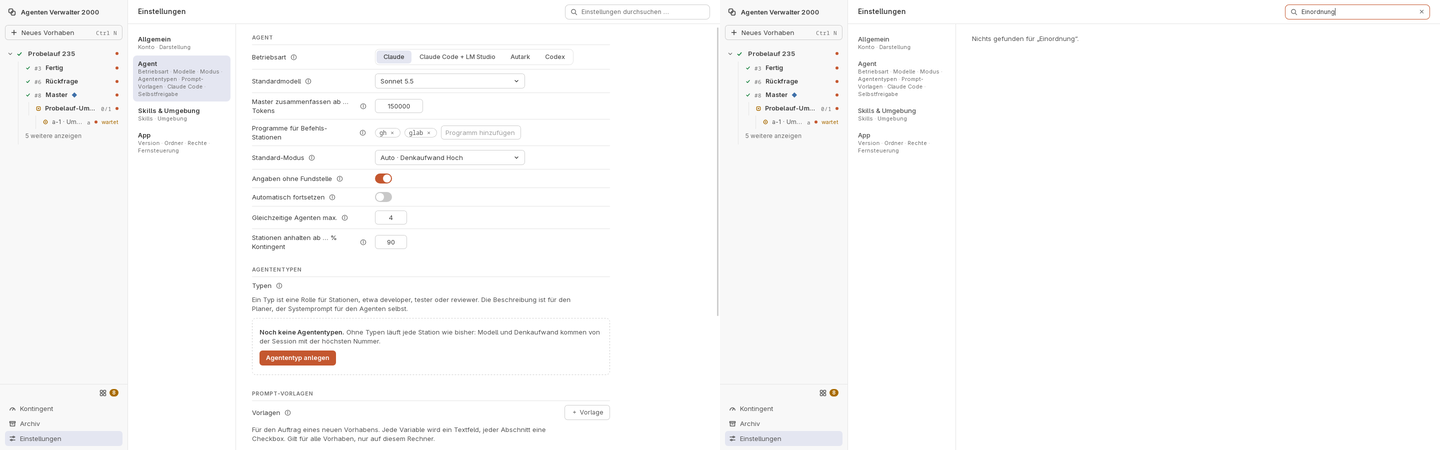 Agenten Verwalter 2000
Neues Vorhaben Ctrl N
Probelauf 235
#3 Fertig
#6 Rückfrage
#8 Master
Probelauf-Um... 0/1
a-1 · Um... a wartet
5 weitere anzeigen
Kontingent
Archiv
Einstellungen
Einstellungen
Einstellungen durchsuchen ...
Allgemein
Konto · Darstellung
Agent
Betriebsart · Modelle · Modus
Agententypen · Prompt-
Vorlagen · Claude Code
Selbstfreigabe
Skills & Umgebung
Skills · Umgebung
App
Version · Ordner · Rechte ·
Fernsteuerung
AGENT
Betriebsart Claude Claude Code + LM Studio Autark Codex
Standardmodell Sonnet 5.5
Master zusammenfassen ab ...
Tokens 150000
Programme für Befehls-
Stationen gh × glab × Programm hinzufügen
Standard-Modus Auto · Denkaufwand Hoch
Angaben ohne Fundstelle
Automatisch fortsetzen
Gleichzeitige Agenten max. 4
Stationen anhalten ab ... %
Kontingent 90
AGENTENTYPEN
Typen
Ein Typ ist eine Rolle für Stationen, etwa developer, tester oder reviewer. Die Beschreibung ist für den
Planer, der Systemprompt für den Agenten selbst.
Noch keine Agententypen. Ohne Typen läuft jede Station wie bisher: Modell und Denkaufwand kommen von
der Session mit der höchsten Nummer.
Agententyp anlegen
PROMPT-VORLAGEN
Vorlagen + Vorlage
Für den Auftrag eines neuen Vorhabens. Jede Variable wird ein Textfeld, jeder Abschnitt eine
Checkbox. Gilt für alle Vorhaben, nur auf diesem Rechner.
Agenten Verwalter 2000
Neues Vorhaben Ctrl N
Probelauf 235
#3 Fertig
#6 Rückfrage
#8 Master
Probelauf-Um... 0/1
a-1 · Um... a wartet
5 weitere anzeigen
Kontingent
Archiv
Einstellungen
Einstellungen
Einordnung ×
Allgemein
Konto · Darstellung
Agent
Betriebsart · Modelle · Modus
Agententypen · Prompt-
Vorlagen · Claude Code
Selbstfreigabe
Skills & Umgebung
Skills · Umgebung
App
Version · Ordner · Rechte ·
Fernsteuerung
Nichts gefunden für „Einordnung“.